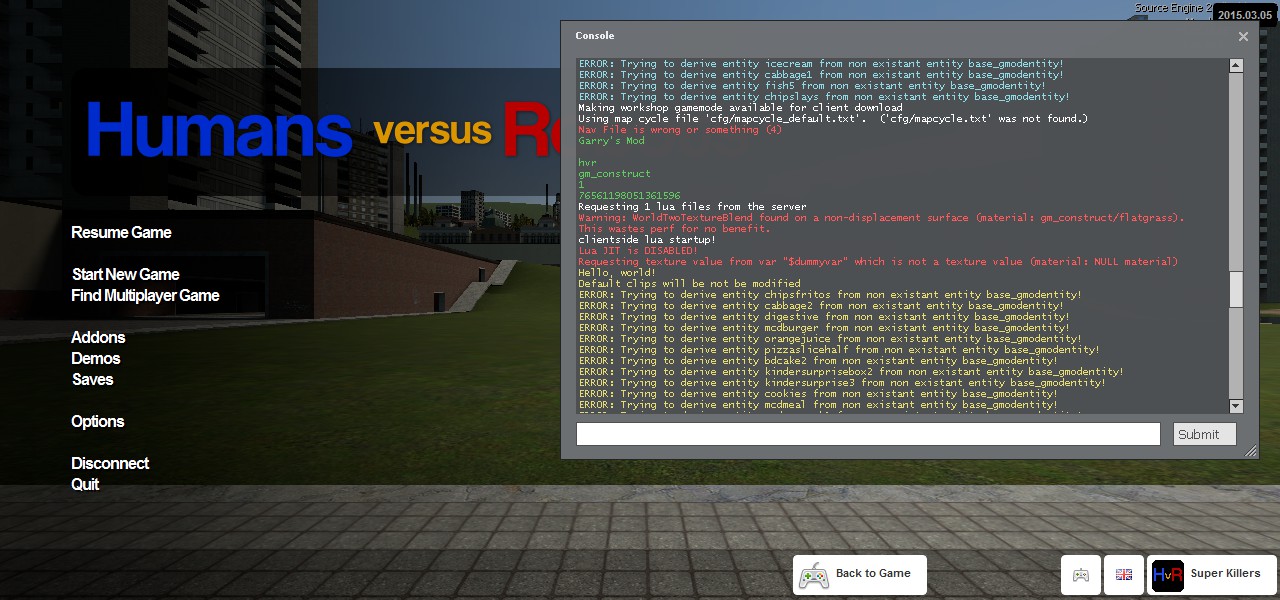 Source Engine 2
2015.03.05
Humans versus R
Resume Game
Start New Game
Find Multiplayer Game
Addons
Demos
Saves
Options
Disconnect
Quit
Console
ERROR: Trying to derive entity icecream from non existant entity base_gmodentity!
ERROR: Trying to derive entity cabbage1 from non existant entity base_gmodentity!
ERROR: Trying to derive entity fish5 from non existant entity base_gmodentity!
ERROR: Trying to derive entity chipslays from non existant entity base_gmodentity!
Making workshop gamemode available for client download
Using map cycle file 'cfg/mapcycle_default.txt'.  ('cfg/mapcycle.txt' was not found.)
Nav File is wrong or something (4)
Garry's Mod
hvr
gm_construct
1
76561198051361596
Requesting 1 lua files from the server
Warning: WorldTwoTextureBlend found on a non-displacement surface (material: gm_construct/flatgrass).
This wastes perf for no benefit.
clientside lua startup!
Lua JIT is DISABLED!
Requesting texture value from var "$dummyvar" which is not a texture value (material: NULL material)
Hello, world!
Default clips will be not be modified
ERROR: Trying to derive entity chipsfritos from non existant entity base_gmodentity!
ERROR: Trying to derive entity cabbage2 from non existant entity base_gmodentity!
ERROR: Trying to derive entity digestive from non existant entity base_gmodentity!
ERROR: Trying to derive entity mcdburger from non existant entity base_gmodentity!
ERROR: Trying to derive entity orangejuice from non existant entity base_gmodentity!
ERROR: Trying to derive entity pizzaslicehalf from non existant entity base_gmodentity!
ERROR: Trying to derive entity bdcake2 from non existant entity base_gmodentity!
ERROR: Trying to derive entity kindersurprisebox2 from non existant entity base_gmodentity!
ERROR: Trying to derive entity kindersurprise3 from non existant entity base_gmodentity!
ERROR: Trying to derive entity cookies from non existant entity base_gmodentity!
ERROR: Trying to derive entity mcdmeal from non existant entity base_gmodentity!
Submit
Back to Game
HvR
Super Killers